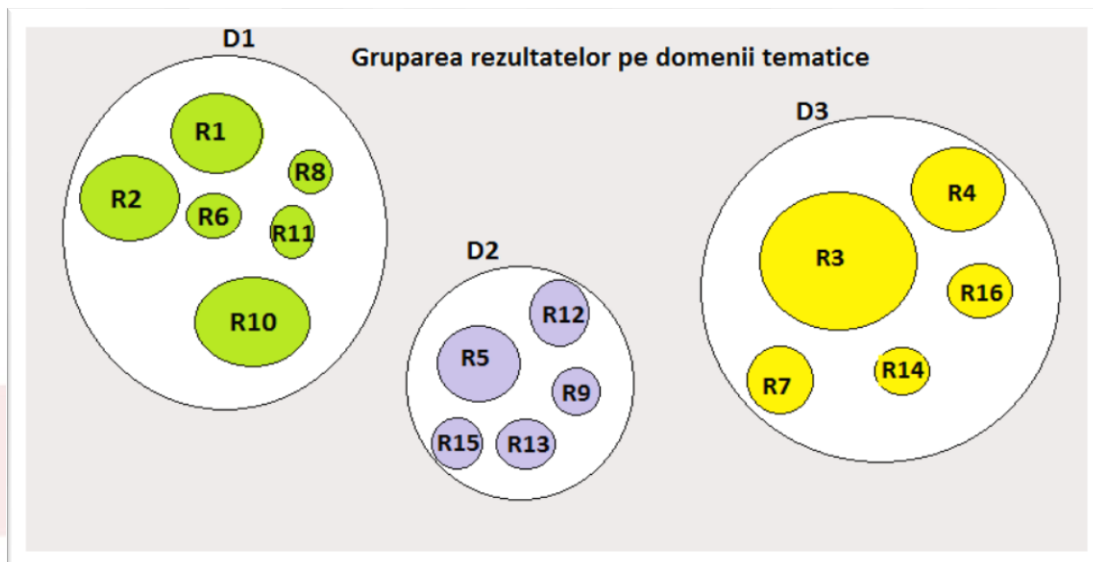 D1
Gruparea rezultatelor pe domenii tematice
R1
R8
R2
R6
R11
R10
D2
R12
R5
R9
R15
R13
D3
R4
R3
R16
R14
R7